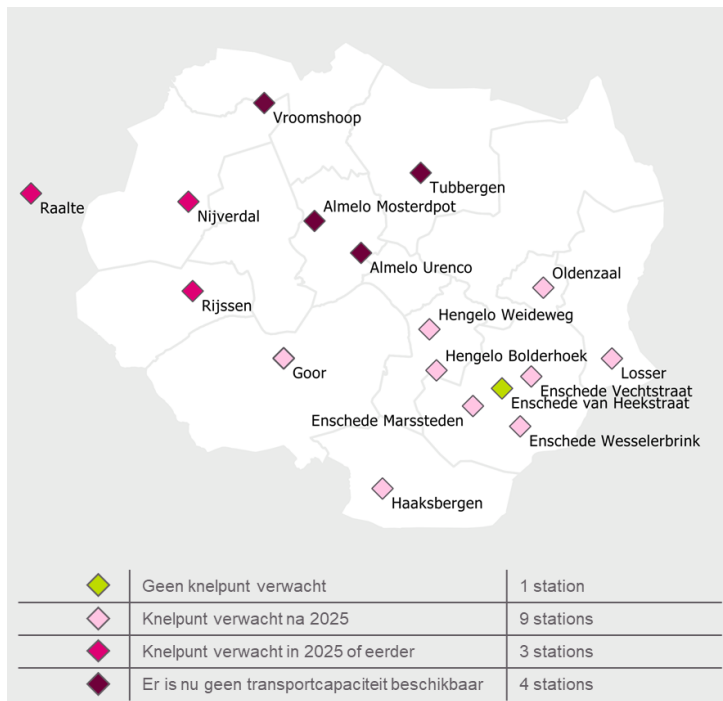 Vroomshoop
Tubbergen
Raalte
Nijverdal
Almelo Mosterdpot
Almelo Urenco
Oldenzaal
Rijssen
Hengelo Weideweg
Hengelo Bolderhoek
Goor
Losser
Enschede Vechtstraat
Enschede van Heekstraat
Enschede Marssteden
Enschede Wesselerbrink
Haaksbergen
Geen knelpunt verwacht 1 station
Knelpunt verwacht na 2025 9 stations
Knelpunt verwacht in 2025 of eerder 3 stations
Er is nu geen transportcapaciteit beschikbaar 4 stations